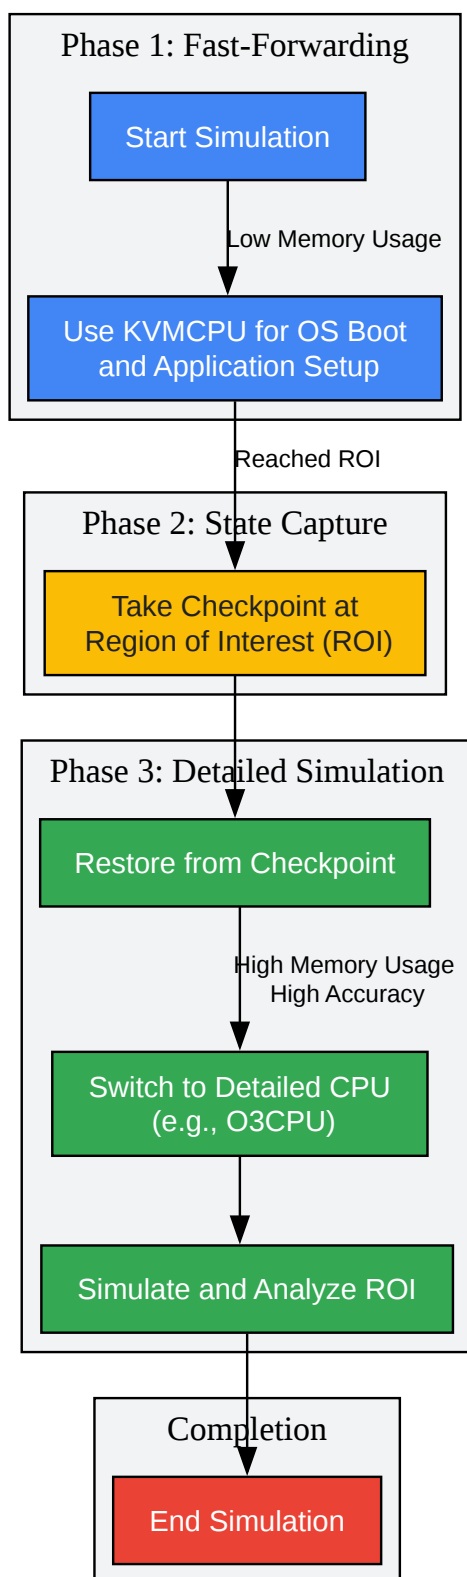 Phase 1: Fast-Forwarding
Start Simulation
Low Memory Usage
Use KVMCPU for OS Boot
and Application Setup
Reached ROI
Phase 2: State Capture
Take Checkpoint at
Region of Interest (ROI)
Phase 3: Detailed Simulation
Restore from Checkpoint
High Memory Usage
High Accuracy
Switch to Detailed CPU
(e.g., O3CPU)
Simulate and Analyze ROI
Completion
End Simulation